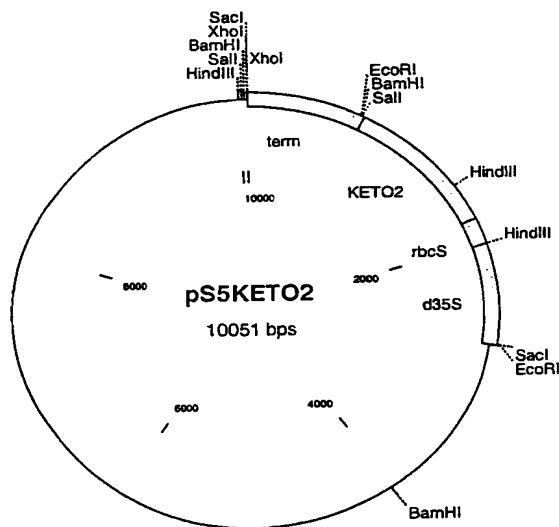 SacI
XhoI
BamHI
SalI XhoI
HindIII
EcoRI
BamHI
SalI
term
II
10000
KETO2
HindIII
rbcS
HindIII
2000
8000
pS5KETO2
d35S
10051 bps
SacI
EcoRI
6000
4000
BamHI